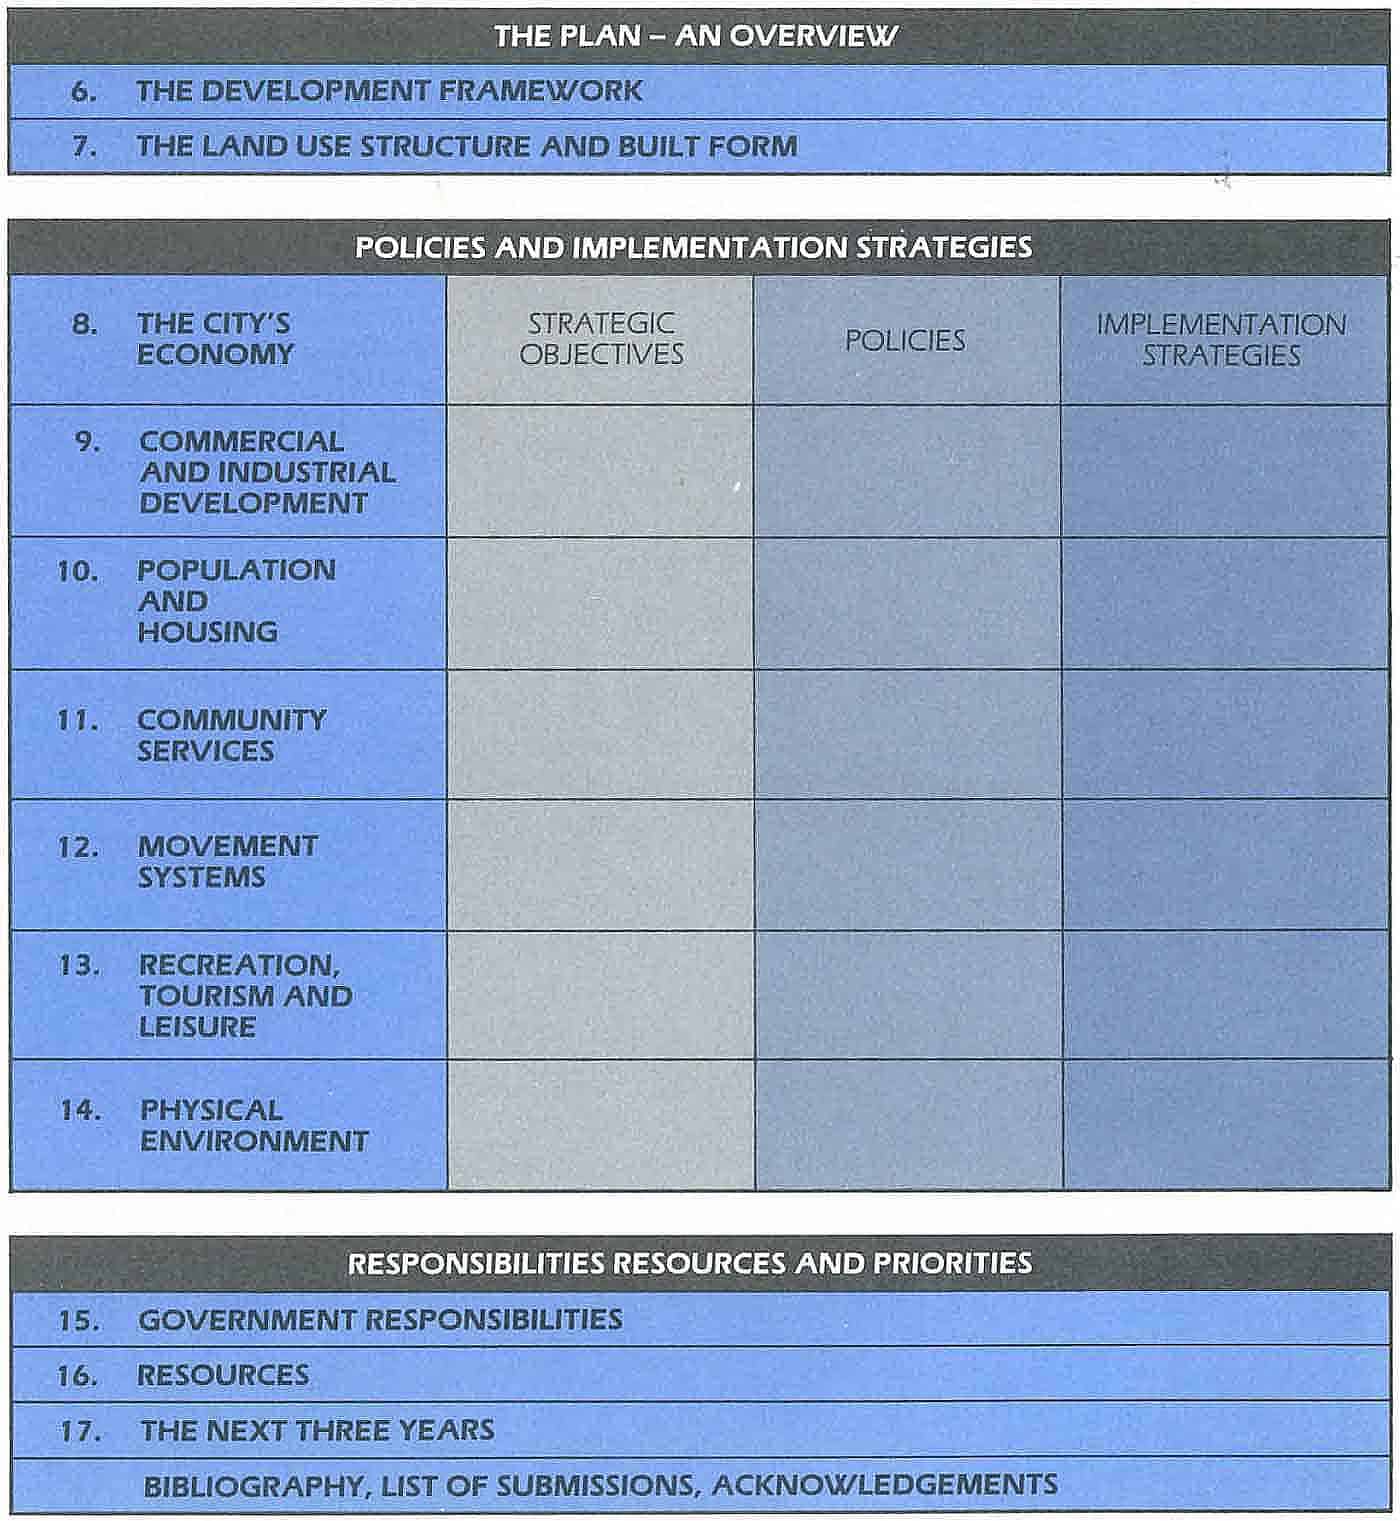 THE PLAN – AN OVERVIEW
6. THE DEVELOPMENT FRAMEWORK
7. THE LAND USE STRUCTURE AND BUILT FORM
POLICIES AND IMPLEMENTATION STRATEGIES
8. THE CITY'S
ECONOMY
STRATEGIC
OBJECTIVES
POLICIES
IMPLEMENTATION
STRATEGIES
9. COMMERCIAL
AND INDUSTRIAL
DEVELOPMENT
10. POPULATION
AND
HOUSING
11. COMMUNITY
SERVICES
12. MOVEMENT
SYSTEMS
13. RECREATION,
TOURISM AND
LEISURE
14. PHYSICAL
ENVIRONMENT
RESPONSIBILITIES RESOURCES AND PRIORITIES
15. GOVERNMENT RESPONSIBILITIES
16. RESOURCES
17. THE NEXT THREE YEARS
BIBLIOGRAPHY, LIST OF SUBMISSIONS, ACKNOWLEDGEMENTS